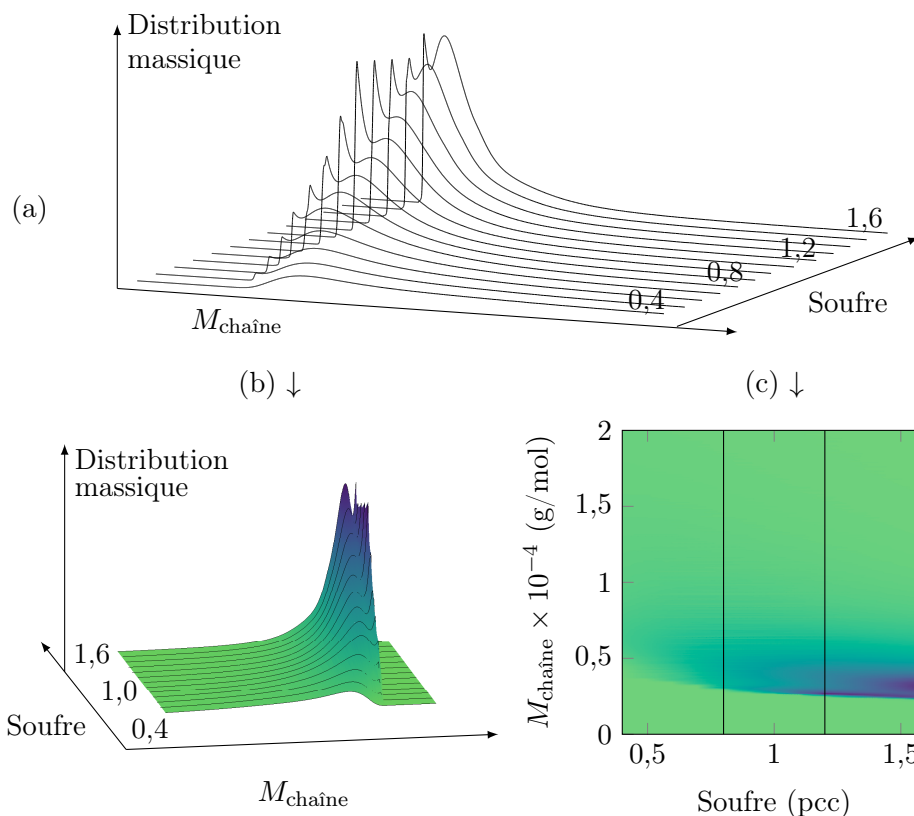 Distribution
massique
(a)
1,6
1,2
0,8
0,4
Soufre
M_chaîne
(b) ↓
(c) ↓
Distribution
massique
1,6
1,0
0,4
Soufre
M_chaîne
2
1,5
1
0,5
0
M_chaîne × 10⁻⁴ (g/mol)
0,5
1
1,5
Soufre (pcc)